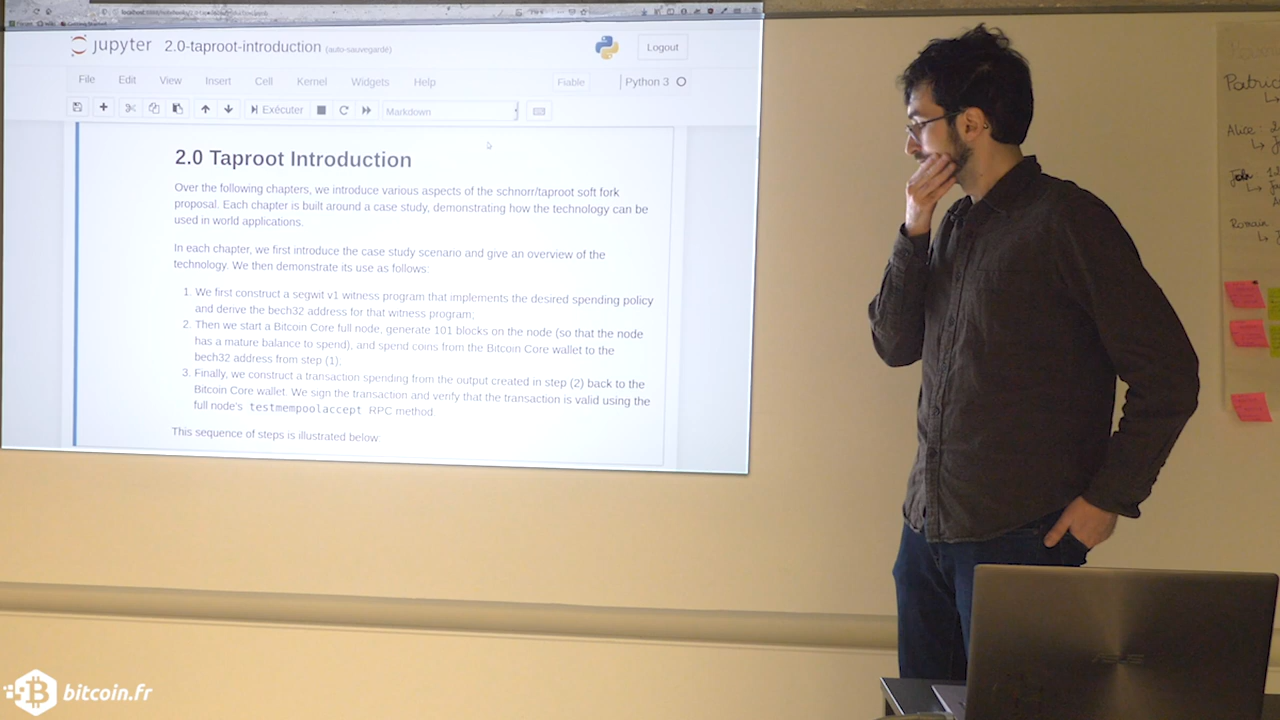 jupyter 2.0-taproot-introduction (auto-sauvegardé)
Logout
File Edit View Insert Cell Kernel Widgets Help
Fiable
Python 3
Exécuter
Markdown
2.0 Taproot Introduction
Over the following chapters, we introduce various aspects of the schnorr/taproot soft fork
proposal. Each chapter is built around a case study, demonstrating how the technology can be
used in world applications.
In each chapter, we first introduce the case study scenario and give an overview of the
technology. We then demonstrate its use as follows:
1. We first construct a segwit v1 witness program that implements the desired spending policy
and derive the bech32 address for that witness program;
2. Then we start a Bitcoin Core full node, generate 101 blocks on the node (so that the node
has a mature balance to spend), and spend coins from the Bitcoin Core wallet to the
bech32 address from step (1).
3. Finally, we construct a transaction spending from the output created in step (2) back to the
Bitcoin Core wallet. We sign the transaction and verify that the transaction is valid using the
full node's testmempoolaccept RPC method.
This sequence of steps is illustrated below:
Alice :
John :
Romain
ASUS
bitcoin.fr